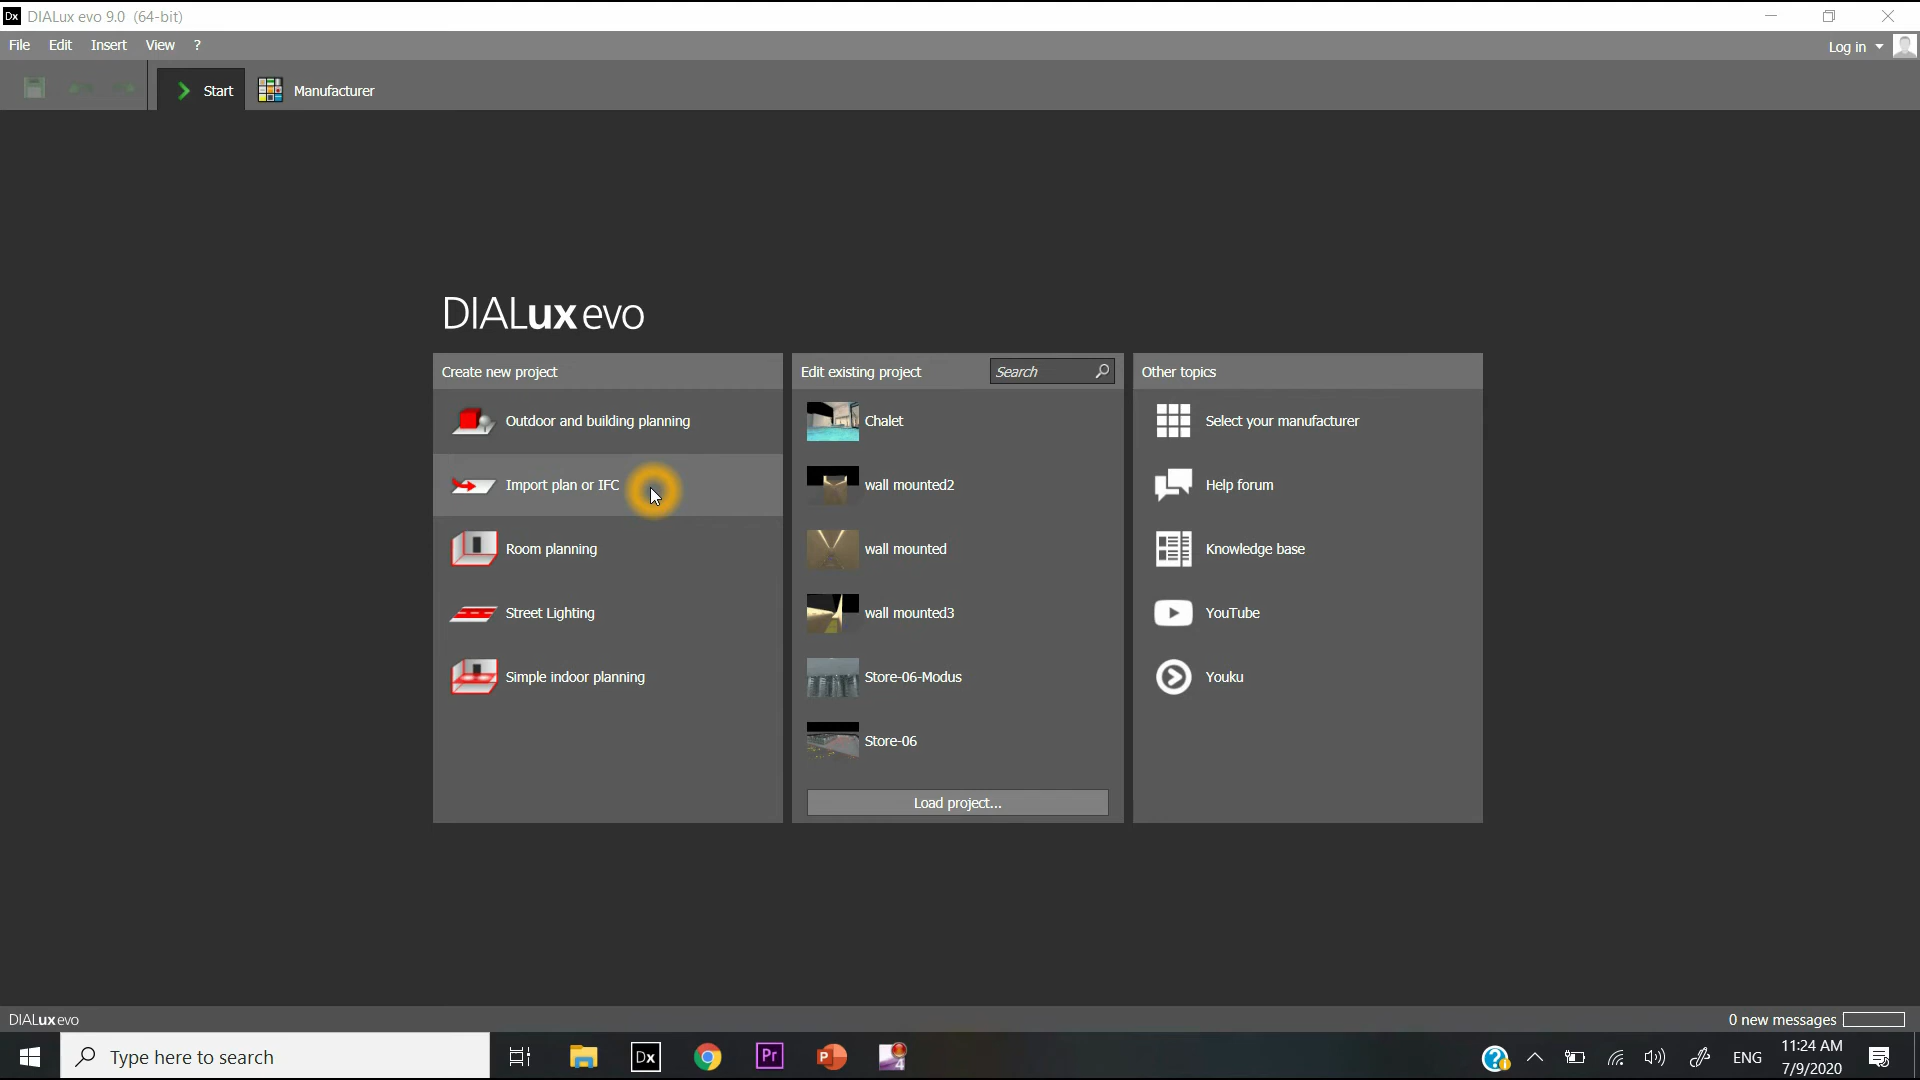 Dx DIALux evo 9.0 (64-bit)
File Edit Insert View ?
Log in
Start
Manufacturer
DIALux evo
Create new project
Outdoor and building planning
Import plan or IFC
Room planning
Street Lighting
Simple indoor planning
Edit existing project
Search
Chalet
wall mounted2
wall mounted
wall mounted3
Store-06-Modus
Store-06
Load project...
Other topics
Select your manufacturer
Help forum
Knowledge base
YouTube
Youku
DIALux evo
0 new messages
Type here to search
Dx
Pr
P
4
?
ENG
11:24 AM
7/9/2020